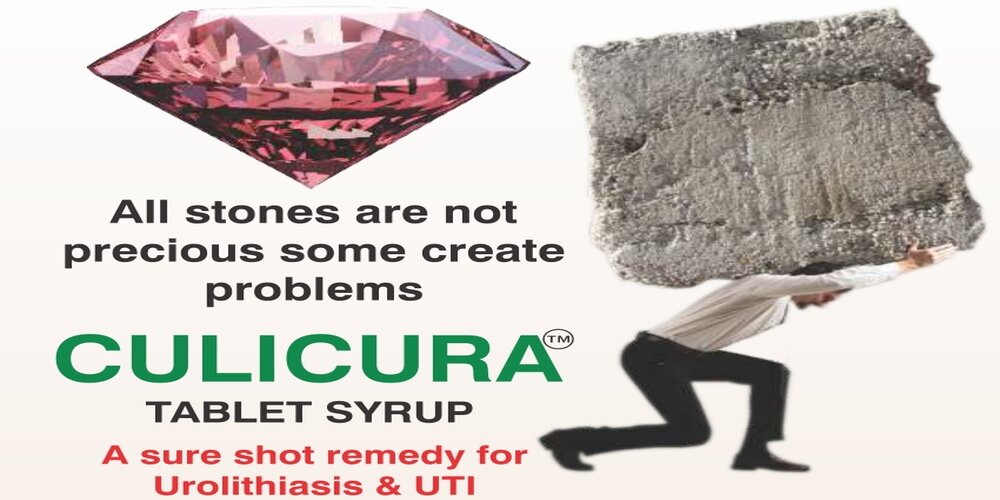 All stones are not
precious some create
problems
CULICURA™
TABLET SYRUP
A sure shot remedy for
Urolithiasis & UTI